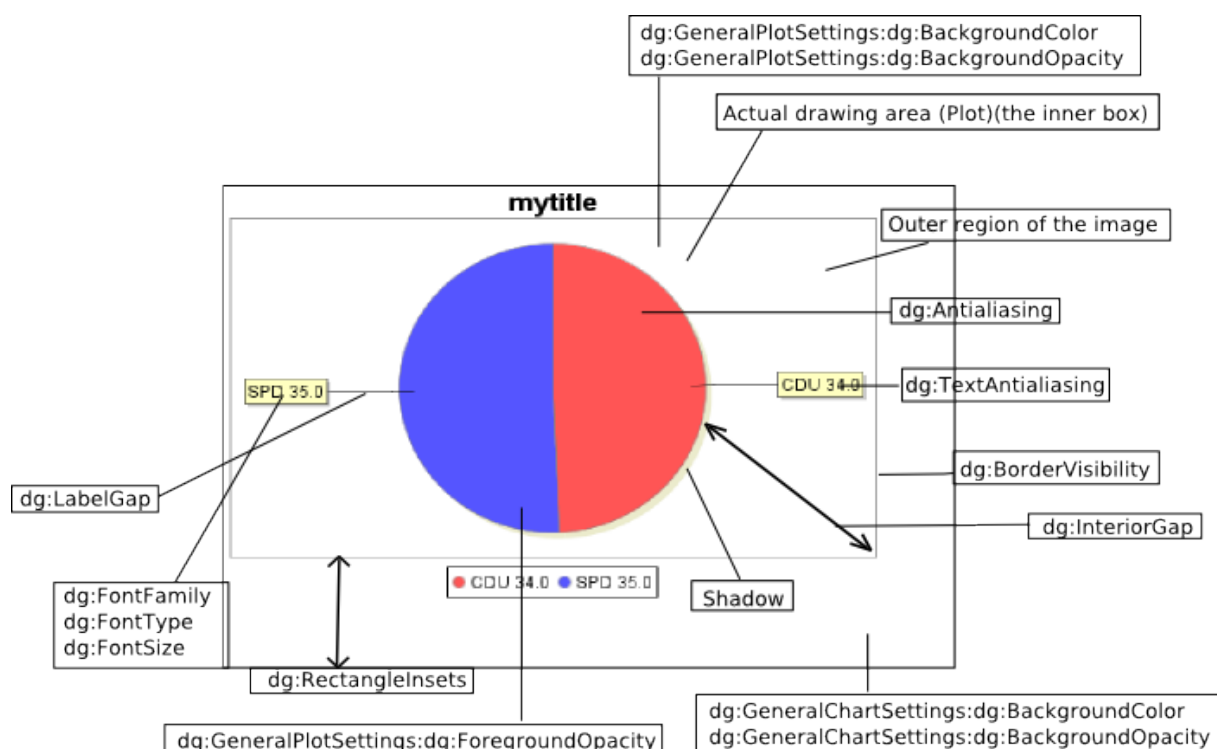 dg:GeneralPlotSettings:dg:BackgroundColor
dg:GeneralPlotSettings:dg:BackgroundOpacity
Actual drawing area (Plot)(the inner box)
mytitle
Outer region of the image
dg:Antialiasing
SPD 35.0
CDU 34.0
dg:TextAntialiasing
dg:BorderVisibility
dg:LabelGap
dg:InteriorGap
CDU 34.0 SPD 35.0
Shadow
dg:FontFamily
dg:FontType
dg:FontSize
dg:RectangleInsets
dg:GeneralChartSettings:dg:BackgroundColor
dg:GeneralChartSettings:dg:BackgroundOpacity
dg:GeneralPlotSettings:dg:ForegroundOpacity